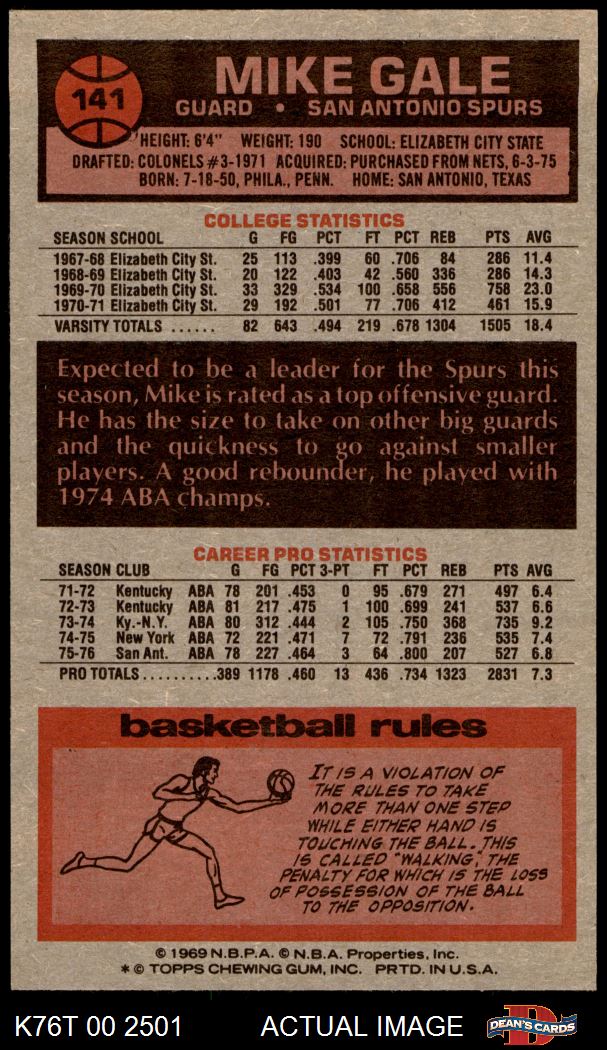 141
MIKE GALE
GUARD • SAN ANTONIO SPURS
HEIGHT: 6'4" WEIGHT: 190 SCHOOL: ELIZABETH CITY STATE
DRAFTED: COLONELS #3-1971 ACQUIRED: PURCHASED FROM NETS, 6-3-75
BORN: 7-18-50, PHILA., PENN. HOME: SAN ANTONIO, TEXAS
COLLEGE STATISTICS
SEASON SCHOOL G FG PCT FT PCT REB PTS AVG
1967-68 Elizabeth City St. 25 113 .399 60 .706 84 286 11.4
1968-69 Elizabeth City St. 20 122 .403 42 .560 336 286 14.3
1969-70 Elizabeth City St. 33 329 .534 100 .658 556 758 23.0
1970-71 Elizabeth City St. 29 192 .501 77 .706 412 461 15.9
VARSITY TOTALS ...... 82 643 .494 219 .678 1304 1505 18.4
Expected to be a leader for the Spurs this
season, Mike is rated as a top offensive guard.
He has the size to take on other big guards
and the quickness to go against smaller
players. A good rebounder, he played with
1974 ABA champs.
CAREER PRO STATISTICS
SEASON CLUB G FG PCT 3-PT FT PCT REB PTS AVG
71-72 Kentucky ABA 78 201 .453 0 95 .679 271 497 6.4
72-73 Kentucky ABA 81 217 .475 1 100 .699 241 537 6.6
73-74 Ky.-N.Y. ABA 80 312 .444 2 105 .750 368 735 9.2
74-75 New York ABA 72 221 .471 7 72 .791 236 535 7.4
75-76 San Ant. ABA 78 227 .464 3 64 .800 207 527 6.8
PRO TOTALS..........389 1178 .460 13 436 .734 1323 2831 7.3
basketball rules
IT IS A VIOLATION OF
THE RULES TO TAKE
MORE THAN ONE STEP
WHILE EITHER HAND IS
TOUCHING THE BALL. THIS
IS CALLED "WALKING," THE
PENALTY FOR WHICH IS THE LOSS
OF POSSESSION OF THE BALL
TO THE OPPOSITION.
© 1969 N.B.P.A. © N.B.A. Properties, Inc.
* © TOPPS CHEWING GUM, INC. PRTD. IN U.S.A.
K76T 00 2501 ACTUAL IMAGE
D
DEAN'S CARDS